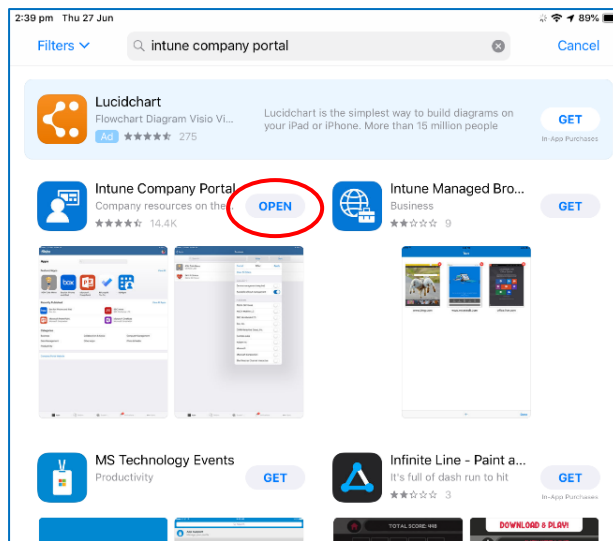 2:39 pm Thu 27 Jun
89%
Filters
intune company portal
Cancel
Lucidchart
Flowchart Diagram Visio Vi...
Ad 275
Lucidchart is the simplest way to build diagrams on
your iPad or iPhone. More than 15 million people
GET
In-App Purchases
Intune Company Portal
Company resources on the...
14.4K
OPEN
Intune Managed Bro...
Business
9
GET
MS Technology Events
Productivity
GET
Infinite Line - Paint a...
It's full of dash run to hit
3
GET
In-App Purchases
TOTAL SCORE: 448
DOWNLOAD & PLAY!